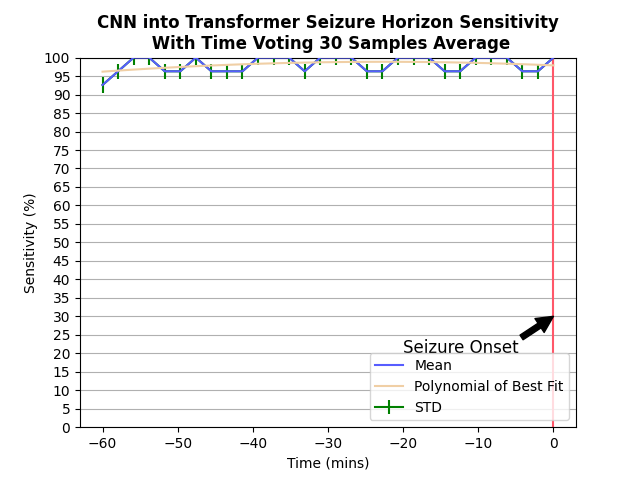 CNN into Transformer Seizure Horizon Sensitivity
With Time Voting 30 Samples Average
100
95
90
85
80
75
70
65
60
55
50
45
40
35
30
25
20
15
10
5
0
Sensitivity (%)
Seizure Onset
Mean
Polynomial of Best Fit
STD
−60 −50 −40 −30 −20 −10 0
Time (mins)